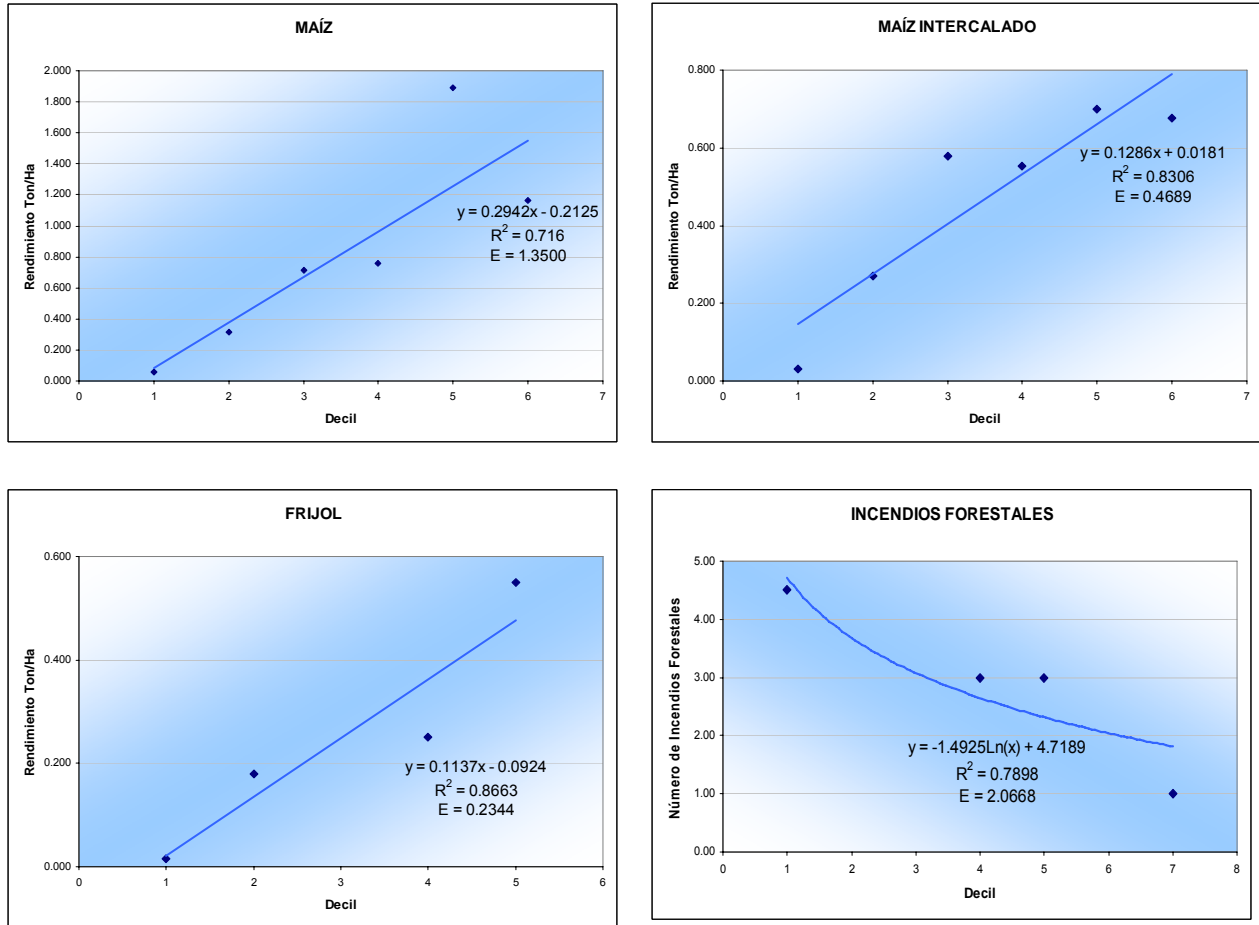 MAÍZ
Rendimiento Ton/Ha
2.000
1.800
1.600
1.400
1.200
1.000
0.800
0.600
0.400
0.200
0.000
y = 0.2942x - 0.2125
R² = 0.716
E = 1.3500
0 1 2 3 4 5 6 7
Decil
MAÍZ INTERCALADO
Rendimiento Ton/Ha
0.800
0.600
0.400
0.200
0.000
y = 0.1286x + 0.0181
R² = 0.8306
E = 0.4689
0 1 2 3 4 5 6 7
Decil
FRIJOL
Rendimiento Ton/Ha
0.600
0.400
0.200
0.000
y = 0.1137x - 0.0924
R² = 0.8663
E = 0.2344
0 1 2 3 4 5 6
Decil
INCENDIOS FORESTALES
Número de Incendios Forestales
5.00
4.00
3.00
2.00
1.00
0.00
y = -1.4925Ln(x) + 4.7189
R² = 0.7898
E = 2.0668
0 1 2 3 4 5 6 7 8
Decil